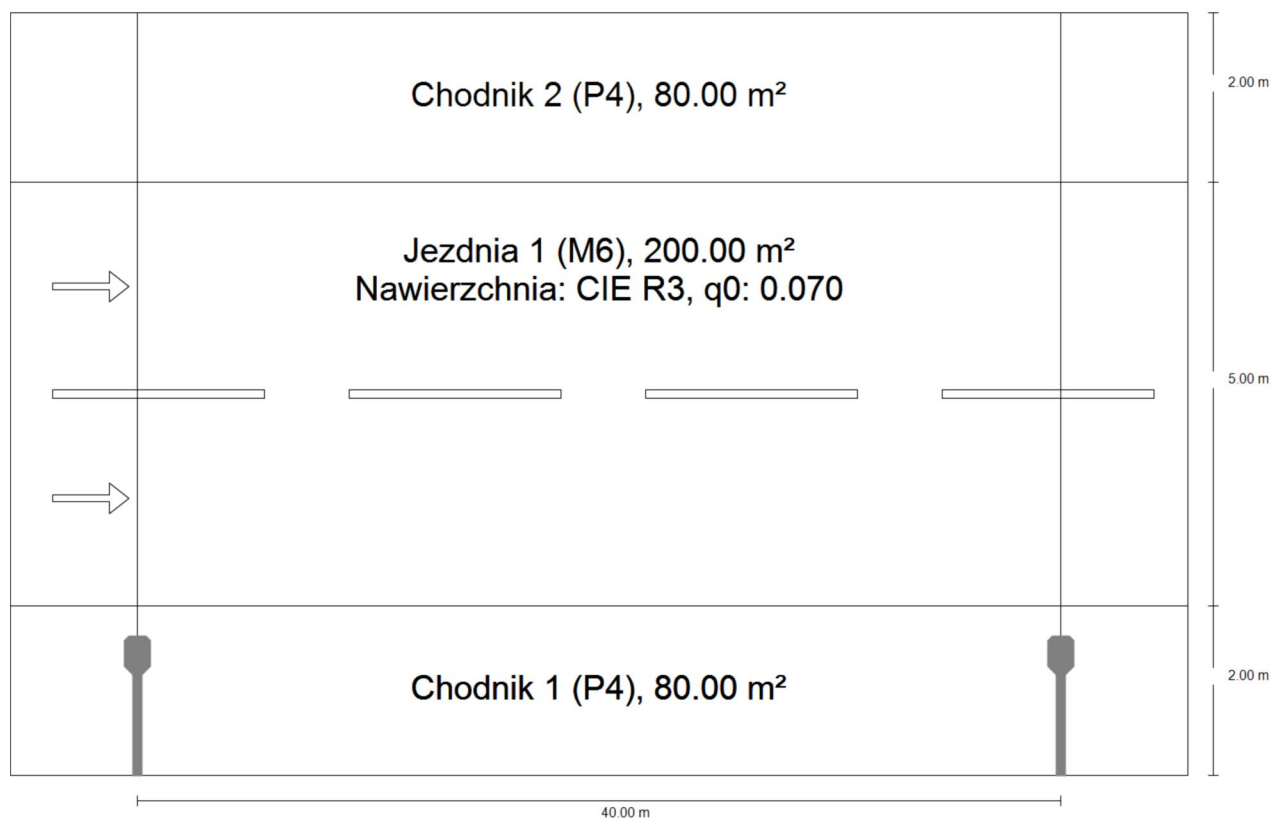 Chodnik 2 (P4), 80.00 m²
2.00 m
Jezdnia 1 (M6), 200.00 m²
Nawierzchnia: CIE R3, q0: 0.070
5.00 m
Chodnik 1 (P4), 80.00 m²
2.00 m
40.00 m